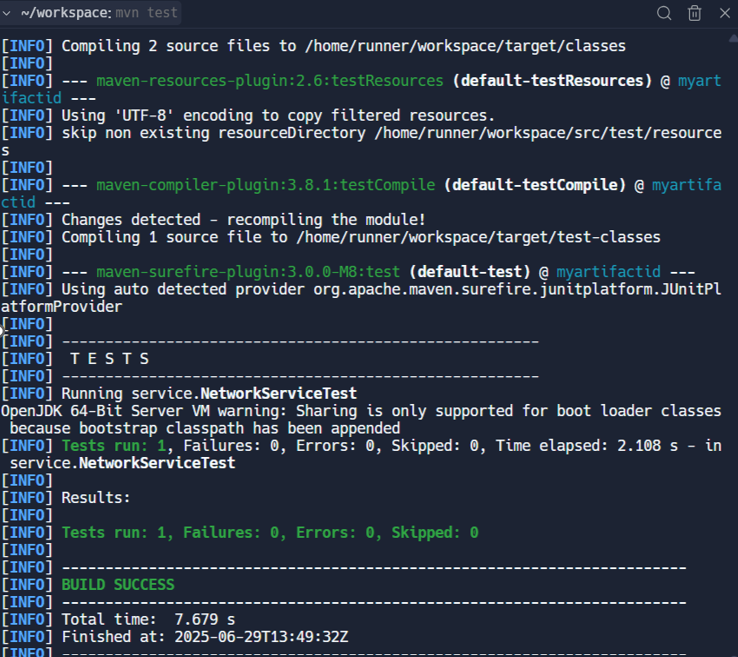 ~/workspace: mvn test
[INFO] Compiling 2 source files to /home/runner/workspace/target/classes
[INFO]
[INFO] --- maven-resources-plugin:2.6:testResources (default-testResources) @ myart
ifactid ---
[INFO] Using 'UTF-8' encoding to copy filtered resources.
[INFO] skip non existing resourceDirectory /home/runner/workspace/src/test/resource
s
[INFO]
[INFO] --- maven-compiler-plugin:3.8.1:testCompile (default-testCompile) @ myartifa
ctid ---
[INFO] Changes detected - recompiling the module!
[INFO] Compiling 1 source file to /home/runner/workspace/target/test-classes
[INFO]
[INFO] --- maven-surefire-plugin:3.0.0-M8:test (default-test) @ myartifactid ---
[INFO] Using auto detected provider org.apache.maven.surefire.junitplatform.JUnitPl
atformProvider
[INFO]
[INFO] -------------------------------------------------------
[INFO]  T E S T S
[INFO] -------------------------------------------------------
[INFO] Running service.NetworkServiceTest
OpenJDK 64-Bit Server VM warning: Sharing is only supported for boot loader classes
 because bootstrap classpath has been appended
[INFO] Tests run: 1, Failures: 0, Errors: 0, Skipped: 0, Time elapsed: 2.108 s - in
 service.NetworkServiceTest
[INFO]
[INFO] Results:
[INFO]
[INFO] Tests run: 1, Failures: 0, Errors: 0, Skipped: 0
[INFO]
[INFO] ------------------------------------------------------------------------
[INFO] BUILD SUCCESS
[INFO] ------------------------------------------------------------------------
[INFO] Total time:  7.679 s
[INFO] Finished at: 2025-06-29T13:49:32Z
[INFO] ------------------------------------------------------------------------